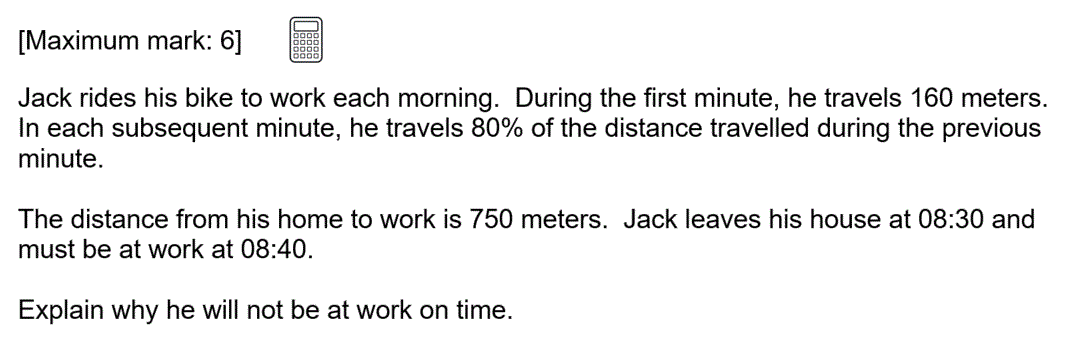 [Maximum mark: 6]
Jack rides his bike to work each morning. During the first minute, he travels 160 meters.
In each subsequent minute, he travels 80% of the distance travelled during the previous
minute.
The distance from his home to work is 750 meters. Jack leaves his house at 08:30 and
must be at work at 08:40.
Explain why he will not be at work on time.